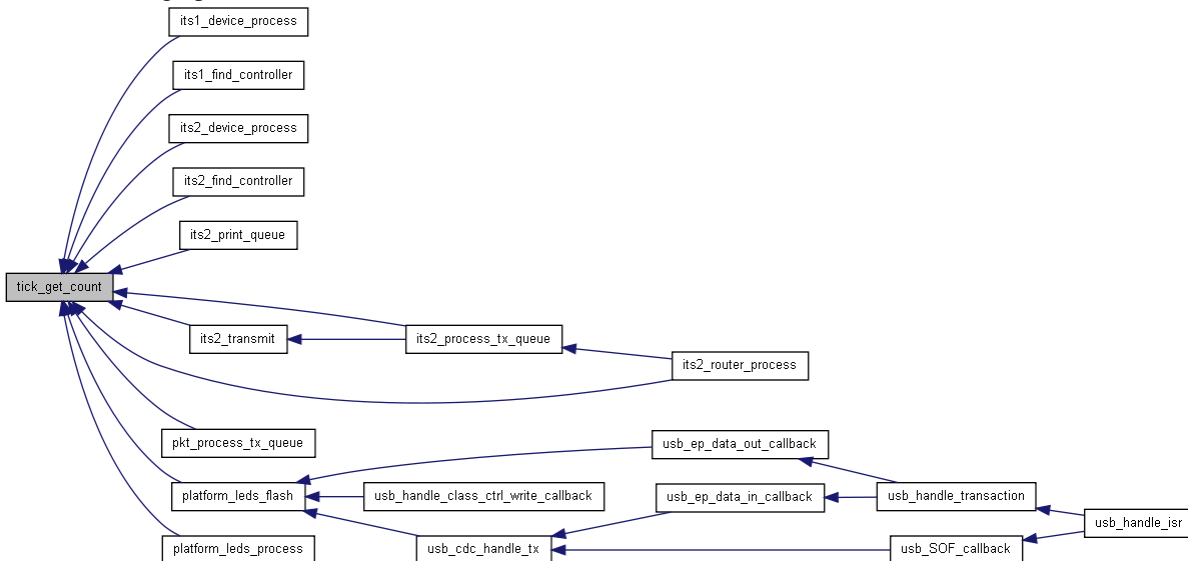 its1_device_process
its1_find_controller
its2_device_process
its2_find_controller
its2_print_queue
tick_get_count
its2_transmit
its2_process_tx_queue
its2_router_process
pkt_process_tx_queue
usb_ep_data_out_callback
platform_leds_flash
usb_handle_class_ctrl_write_callback
usb_ep_data_in_callback
usb_handle_transaction
usb_handle_isr
platform_leds_process
usb_cdc_handle_tx
usb_SOF_callback